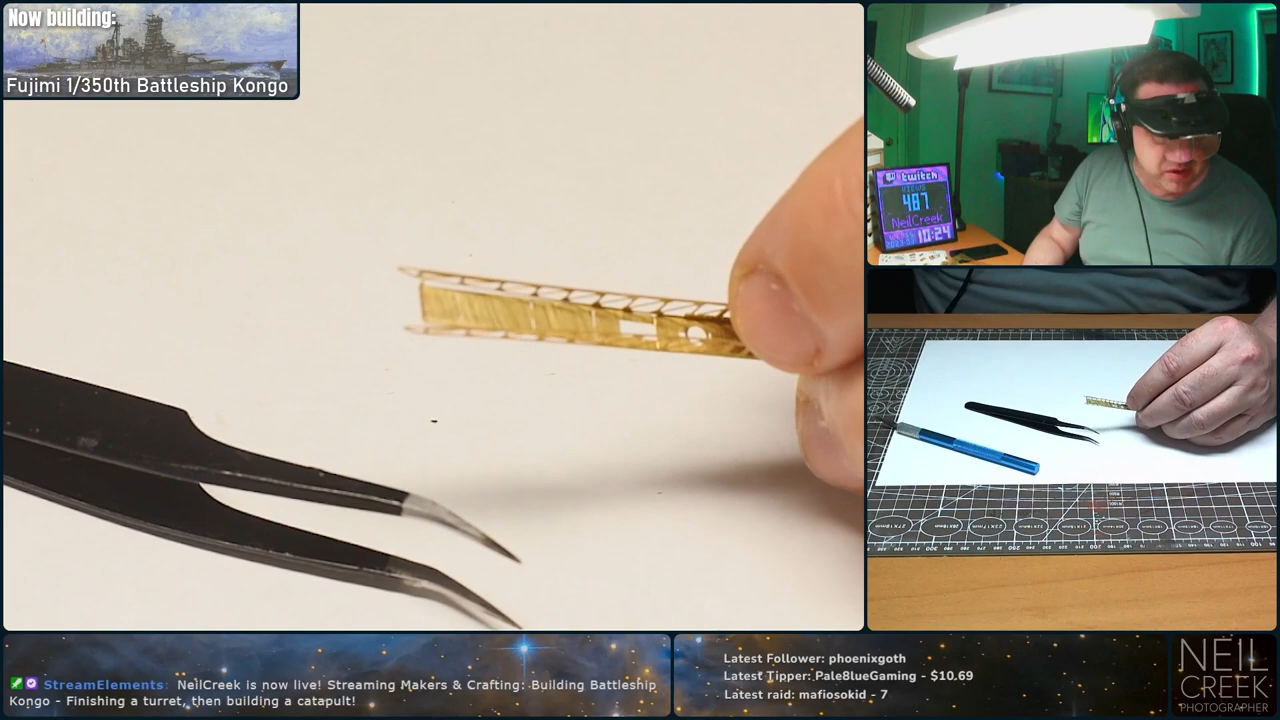 Now building:
Fujimi 1/350th Battleship Kongo
twitch
VIEWS
487
NeilCreek
10:24
StreamElements: NeilCreek is now live! Streaming Makers & Crafting: Building Battleship
Kongo - Finishing a turret, then building a catapult!
Latest Follower: phoenixgoth
Latest Tipper: PaleBlueGaming - $10.69
Latest raid: mafiosokid - 7
NEIL
CREEK
PHOTOGRAPHER